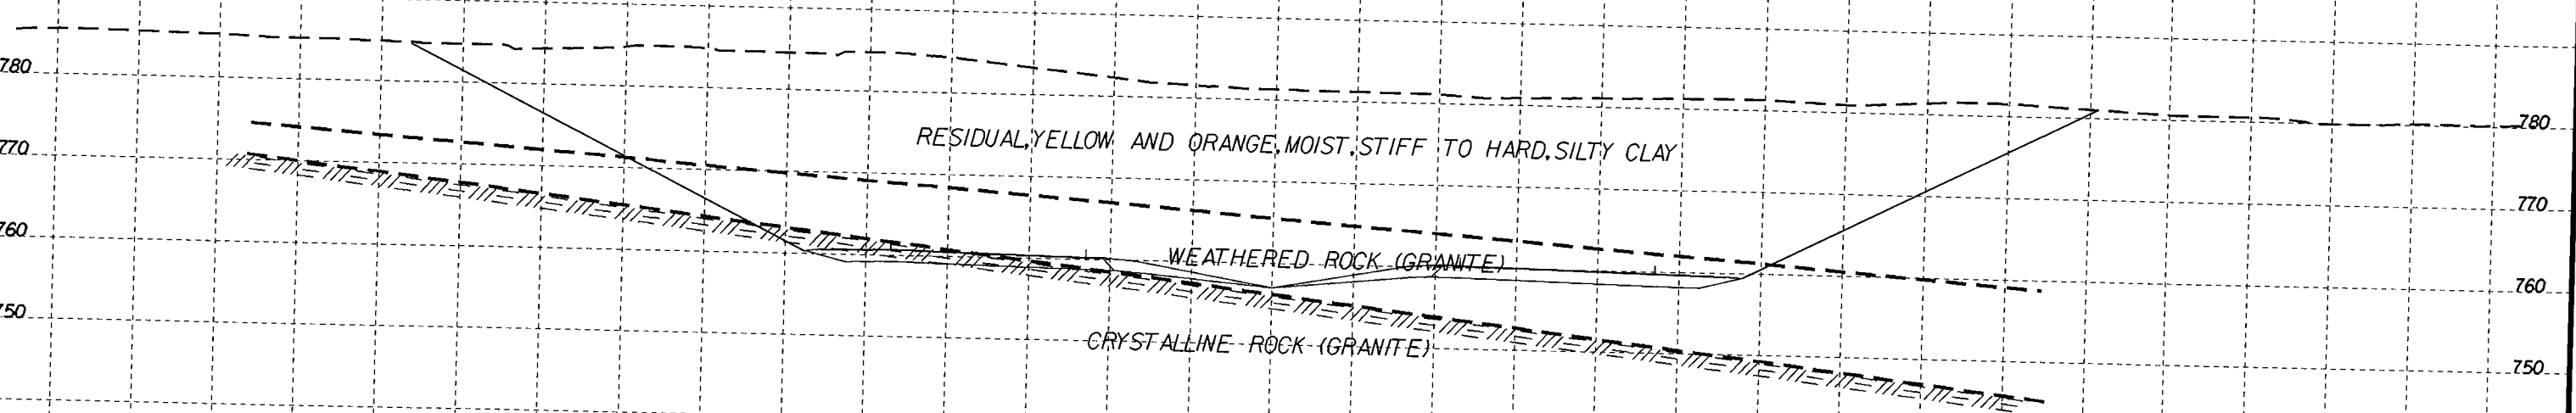 780
780
RESIDUAL,YELLOW AND ORANGE,MOIST,STIFF TO HARD,SILTY CLAY
770
770
760
WEATHERED ROCK (GRANITE)
760
750
CRYSTALLINE ROCK (GRANITE)
750